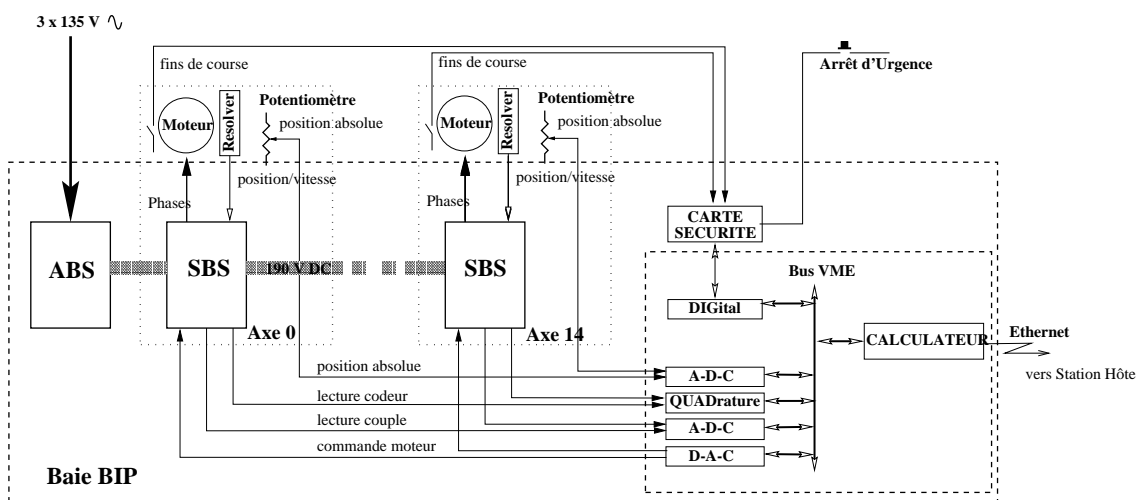 3 x 135 V
fins de course
fins de course
Arrêt d'Urgence
Moteur
Resolver
Potentiomètre
position absolue
Moteur
Resolver
Potentiomètre
position absolue
position/vitesse
position/vitesse
Phases
Phases
CARTE
SECURITE
ABS
SBS
190 V DC
SBS
Bus VME
DIGital
Axe 0
Axe 14
CALCULATEUR
Ethernet
vers Station Hôte
position absolue
A-D-C
lecture codeur
QUADrature
lecture couple
A-D-C
commande moteur
D-A-C
Baie BIP